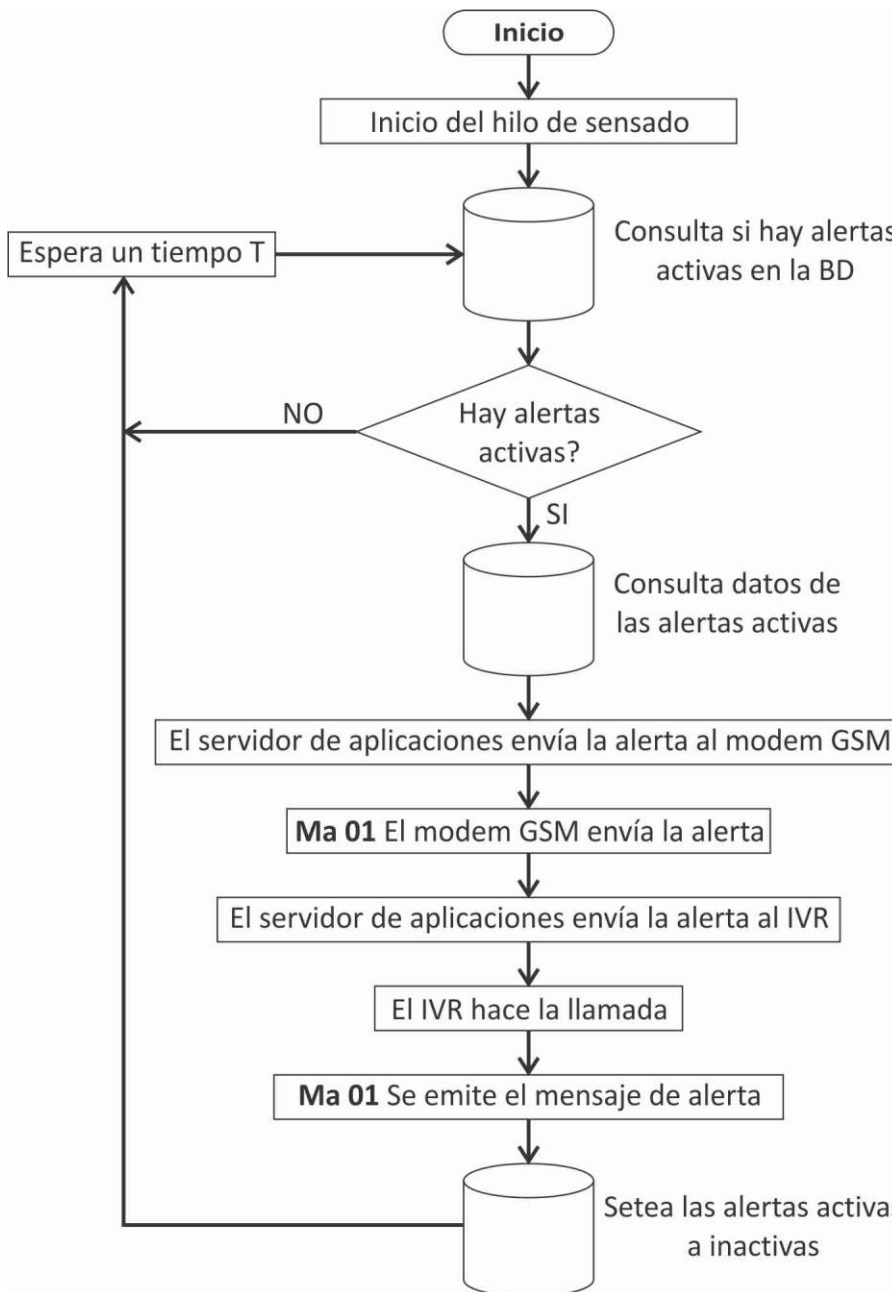 Inicio
Inicio del hilo de sensado
Consulta si hay alertas
activas en la BD
Espera un tiempo T
Hay alertas
activas?
NO
SI
Consulta datos de
las alertas activas
El servidor de aplicaciones envía la alerta al modem GSM
Ma 01 El modem GSM envía la alerta
El servidor de aplicaciones envía la alerta al IVR
El IVR hace la llamada
Ma 01 Se emite el mensaje de alerta
Setea las alertas activas
a inactivas